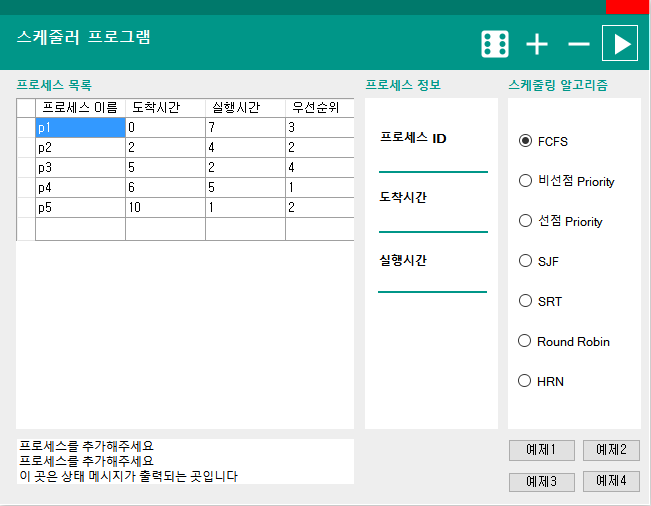 스케줄러 프로그램
프로세스 목록
프로세스 이름 도착시간 실행시간 우선순위
p1 0 7 3
p2 2 4 2
p3 5 2 4
p4 6 5 1
p5 10 1 2
프로세스를 추가해주세요
프로세스를 추가해주세요
이 곳은 상태 메시지가 출력되는 곳입니다
프로세스 정보
프로세스 ID
도착시간
실행시간
스케줄링 알고리즘
FCFS
비선점 Priority
선점 Priority
SJF
SRT
Round Robin
HRN
예제1 예제2
예제3 예제4